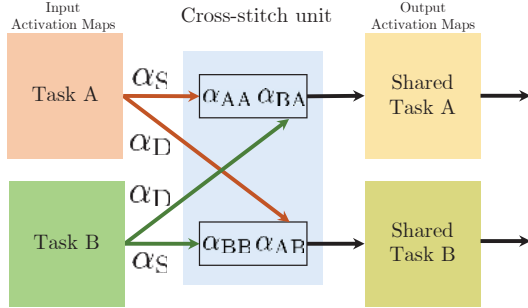 Input
Activation Maps
Cross-stitch unit
Output
Activation Maps
Task A
αS
αAA αBA
Shared
Task A
αD
αD
Task B
αS
αBB αAB
Shared
Task B